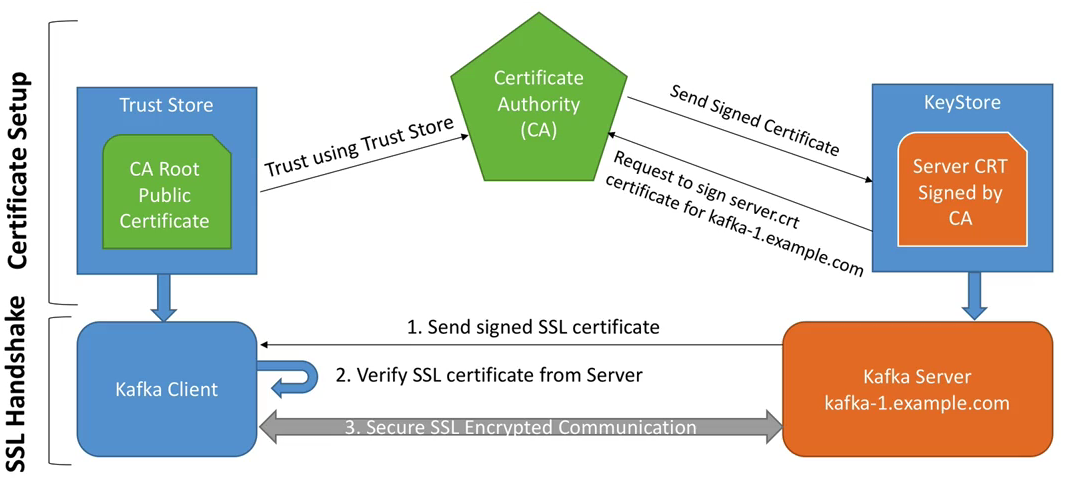 Certificate Setup
Trust Store
CA Root
Public
Certificate
Trust using Trust Store
Certificate
Authority
(CA)
Send Signed Certificate
Request to sign server.crt
certificate for kafka-1.example.com
KeyStore
Server CRT
Signed by
CA
SSL Handshake
Kafka Client
1. Send signed SSL certificate
2. Verify SSL certificate from Server
3. Secure SSL Encrypted Communication
Kafka Server
kafka-1.example.com